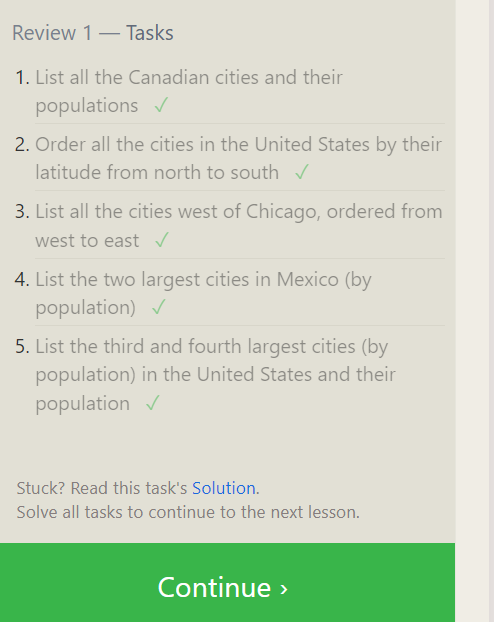 Review 1 — Tasks
1. List all the Canadian cities and their
populations ✓
2. Order all the cities in the United States by their
latitude from north to south ✓
3. List all the cities west of Chicago, ordered from
west to east ✓
4. List the two largest cities in Mexico (by
population) ✓
5. List the third and fourth largest cities (by
population) in the United States and their
population ✓
Stuck? Read this task's Solution.
Solve all tasks to continue to the next lesson.
Continue ›